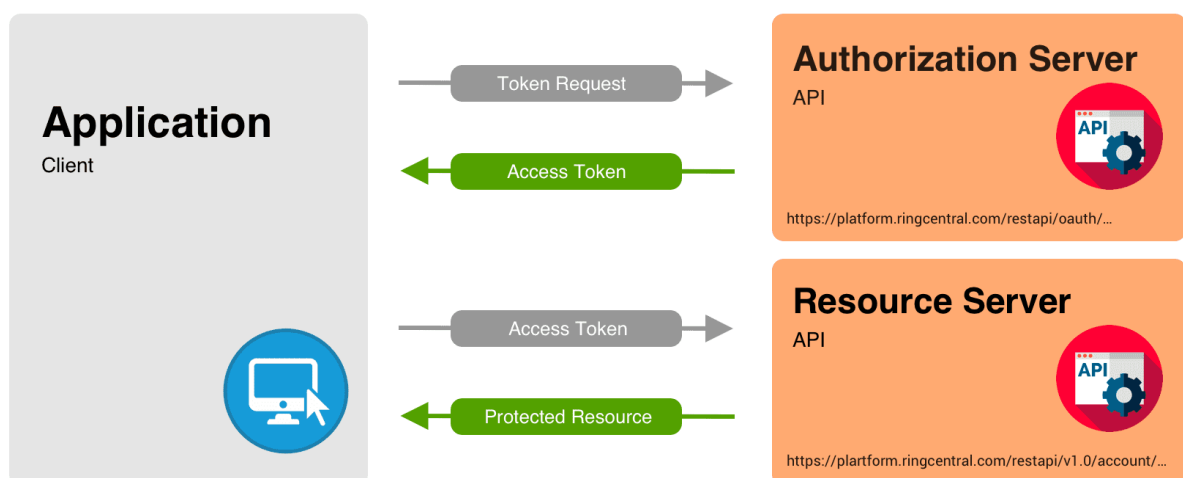 Application
Client
Token Request
Access Token
Access Token
Protected Resource
Authorization Server
API
API
https://platform.ringcentral.com/restapi/oauth/...
Resource Server
API
API
https://plartform.ringcentral.com/restapi/v1.0/account/...